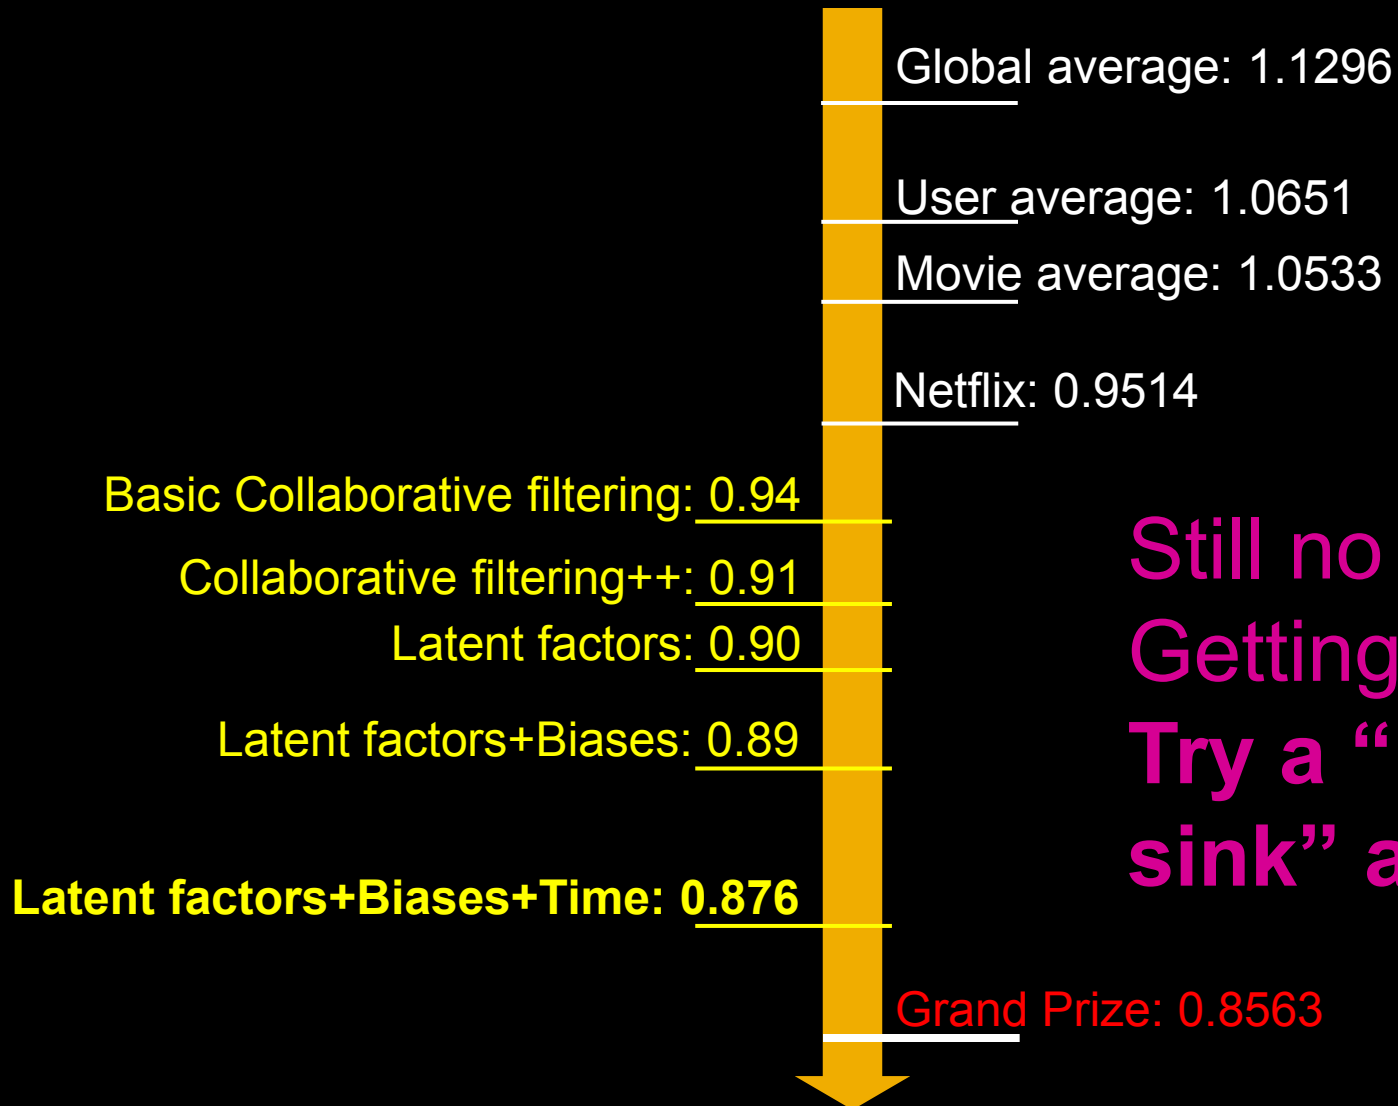 Global average: 1.1296
User average: 1.0651
Movie average: 1.0533
Netflix: 0.9514
Basic Collaborative filtering: 0.94
Collaborative filtering++: 0.91
Latent factors: 0.90
Latent factors+Biases: 0.89
Latent factors+Biases+Time: 0.876
Still no
Getting
Try a “
sink” a
Grand Prize: 0.8563